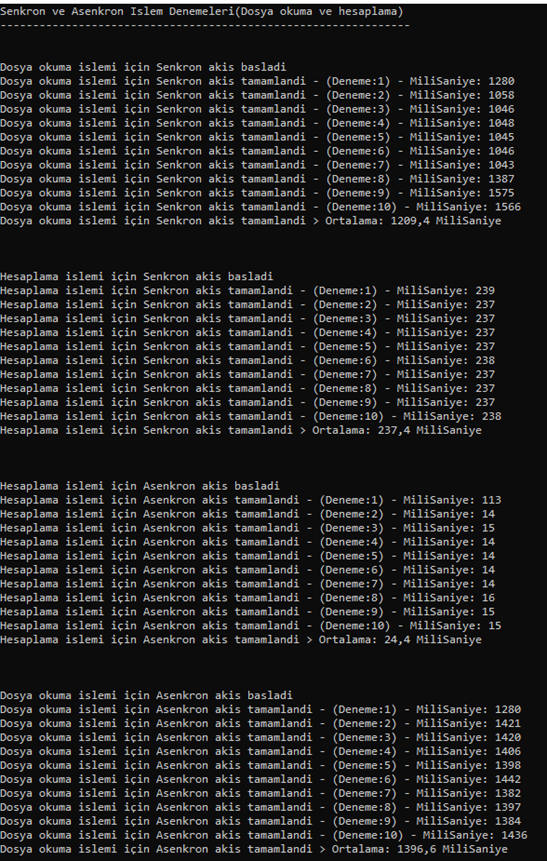 Senkron ve Asenkron Islem Denemeleri(Dosya okuma ve hesaplama)
---------------------------------------------------------------
Dosya okuma islemi için Senkron akis basladi
Dosya okuma islemi için Senkron akis tamamlandi - (Deneme:1) - MiliSaniye: 1280
Dosya okuma islemi için Senkron akis tamamlandi - (Deneme:2) - MiliSaniye: 1058
Dosya okuma islemi için Senkron akis tamamlandi - (Deneme:3) - MiliSaniye: 1046
Dosya okuma islemi için Senkron akis tamamlandi - (Deneme:4) - MiliSaniye: 1048
Dosya okuma islemi için Senkron akis tamamlandi - (Deneme:5) - MiliSaniye: 1045
Dosya okuma islemi için Senkron akis tamamlandi - (Deneme:6) - MiliSaniye: 1046
Dosya okuma islemi için Senkron akis tamamlandi - (Deneme:7) - MiliSaniye: 1043
Dosya okuma islemi için Senkron akis tamamlandi - (Deneme:8) - MiliSaniye: 1387
Dosya okuma islemi için Senkron akis tamamlandi - (Deneme:9) - MiliSaniye: 1575
Dosya okuma islemi için Senkron akis tamamlandi - (Deneme:10) - MiliSaniye: 1566
Dosya okuma islemi için Senkron akis tamamlandi > Ortalama: 1209,4 MiliSaniye
Hesaplama islemi için Senkron akis basladi
Hesaplama islemi için Senkron akis tamamlandi - (Deneme:1) - MiliSaniye: 239
Hesaplama islemi için Senkron akis tamamlandi - (Deneme:2) - MiliSaniye: 237
Hesaplama islemi için Senkron akis tamamlandi - (Deneme:3) - MiliSaniye: 237
Hesaplama islemi için Senkron akis tamamlandi - (Deneme:4) - MiliSaniye: 237
Hesaplama islemi için Senkron akis tamamlandi - (Deneme:5) - MiliSaniye: 237
Hesaplama islemi için Senkron akis tamamlandi - (Deneme:6) - MiliSaniye: 238
Hesaplama islemi için Senkron akis tamamlandi - (Deneme:7) - MiliSaniye: 237
Hesaplama islemi için Senkron akis tamamlandi - (Deneme:8) - MiliSaniye: 237
Hesaplama islemi için Senkron akis tamamlandi - (Deneme:9) - MiliSaniye: 237
Hesaplama islemi için Senkron akis tamamlandi - (Deneme:10) - MiliSaniye: 238
Hesaplama islemi için Senkron akis tamamlandi > Ortalama: 237,4 MiliSaniye
Hesaplama islemi için Asenkron akis basladi
Hesaplama islemi için Asenkron akis tamamlandi - (Deneme:1) - MiliSaniye: 113
Hesaplama islemi için Asenkron akis tamamlandi - (Deneme:2) - MiliSaniye: 14
Hesaplama islemi için Asenkron akis tamamlandi - (Deneme:3) - MiliSaniye: 15
Hesaplama islemi için Asenkron akis tamamlandi - (Deneme:4) - MiliSaniye: 14
Hesaplama islemi için Asenkron akis tamamlandi - (Deneme:5) - MiliSaniye: 14
Hesaplama islemi için Asenkron akis tamamlandi - (Deneme:6) - MiliSaniye: 14
Hesaplama islemi için Asenkron akis tamamlandi - (Deneme:7) - MiliSaniye: 14
Hesaplama islemi için Asenkron akis tamamlandi - (Deneme:8) - MiliSaniye: 16
Hesaplama islemi için Asenkron akis tamamlandi - (Deneme:9) - MiliSaniye: 15
Hesaplama islemi için Asenkron akis tamamlandi - (Deneme:10) - MiliSaniye: 15
Hesaplama islemi için Asenkron akis tamamlandi > Ortalama: 24,4 MiliSaniye
Dosya okuma islemi için Asenkron akis basladi
Dosya okuma islemi için Asenkron akis tamamlandi - (Deneme:1) - MiliSaniye: 1280
Dosya okuma islemi için Asenkron akis tamamlandi - (Deneme:2) - MiliSaniye: 1421
Dosya okuma islemi için Asenkron akis tamamlandi - (Deneme:3) - MiliSaniye: 1420
Dosya okuma islemi için Asenkron akis tamamlandi - (Deneme:4) - MiliSaniye: 1406
Dosya okuma islemi için Asenkron akis tamamlandi - (Deneme:5) - MiliSaniye: 1398
Dosya okuma islemi için Asenkron akis tamamlandi - (Deneme:6) - MiliSaniye: 1442
Dosya okuma islemi için Asenkron akis tamamlandi - (Deneme:7) - MiliSaniye: 1382
Dosya okuma islemi için Asenkron akis tamamlandi - (Deneme:8) - MiliSaniye: 1397
Dosya okuma islemi için Asenkron akis tamamlandi - (Deneme:9) - MiliSaniye: 1384
Dosya okuma islemi için Asenkron akis tamamlandi - (Deneme:10) - MiliSaniye: 1436
Dosya okuma islemi için Asenkron akis tamamlandi > Ortalama: 1396,6 MiliSaniye